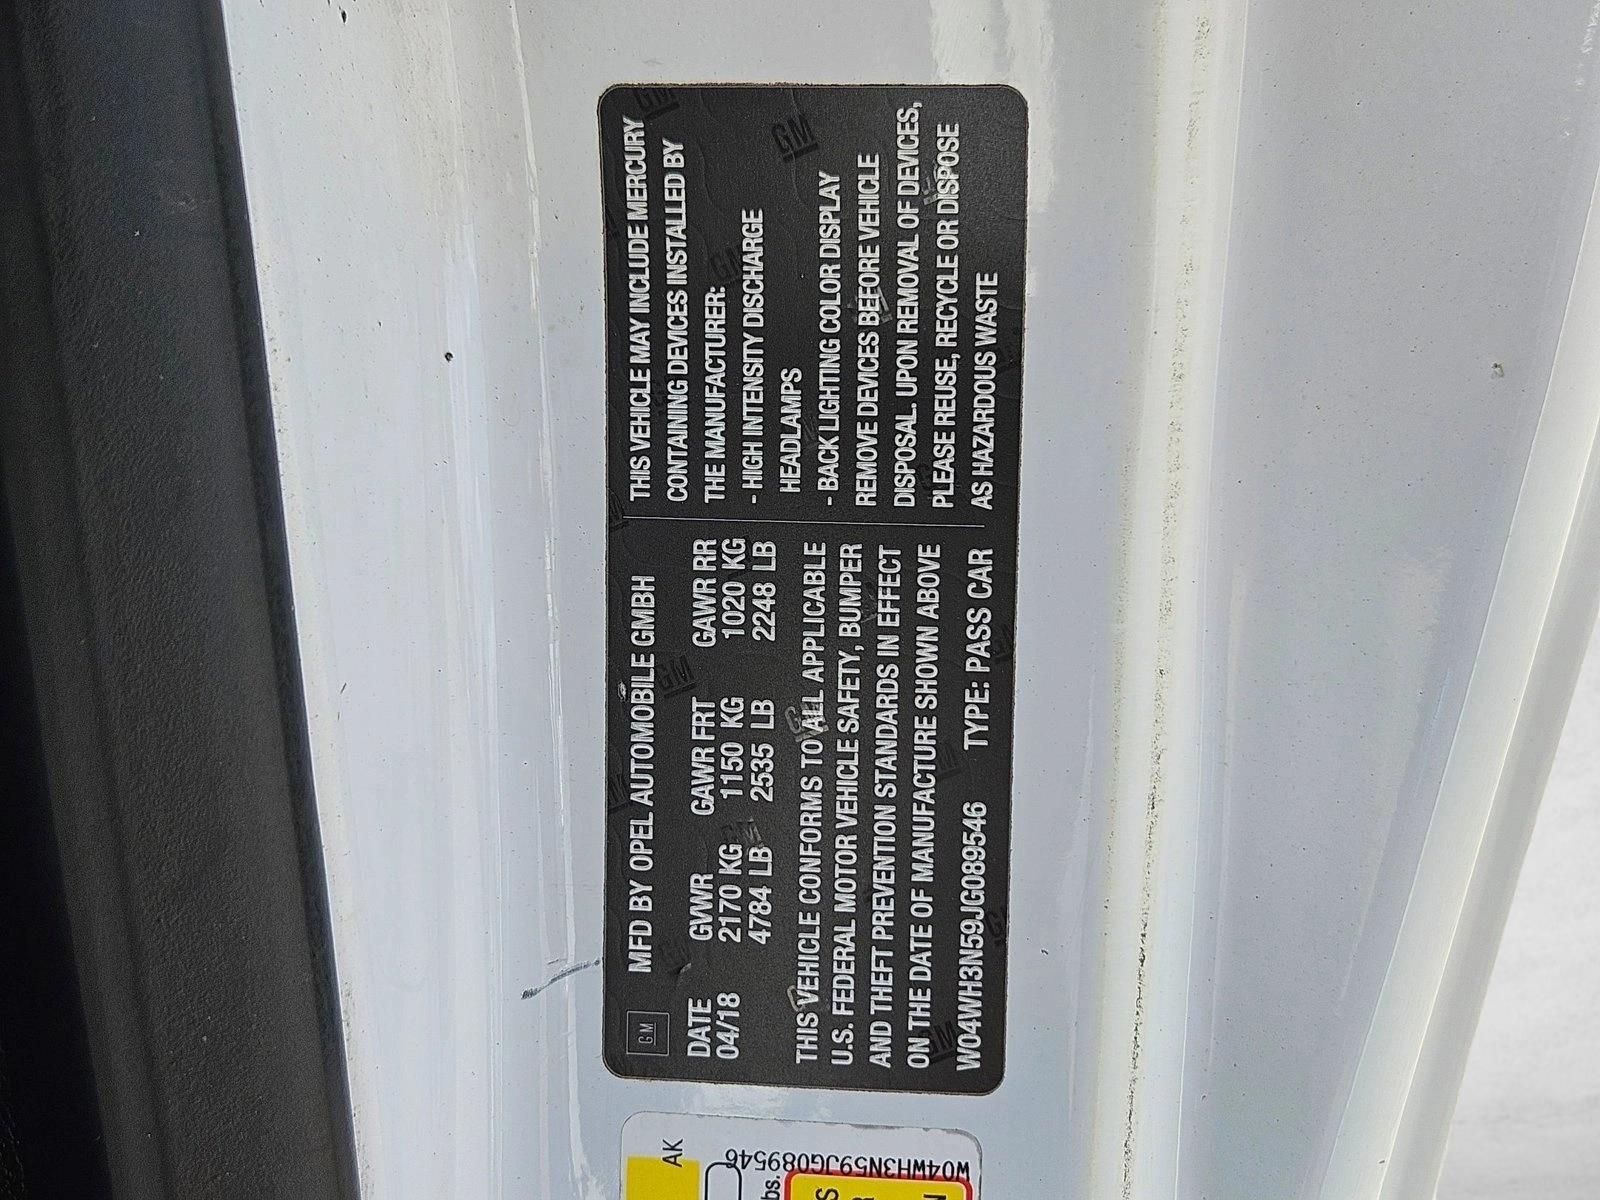 GM
MFD BY OPEL AUTOMOBILE GMBH
DATE GVWR GAWR FRT GAWR RR
04/18 2170 KG 1150 KG 1020 KG
4784 LB 2535 LB 2248 LB
THIS VEHICLE CONFORMS TO ALL APPLICABLE
U.S. FEDERAL MOTOR VEHICLE SAFETY, BUMPER
AND THEFT PREVENTION STANDARDS IN EFFECT
ON THE DATE OF MANUFACTURE SHOWN ABOVE
W04WH3N59JG089546 TYPE: PASS CAR
THIS VEHICLE MAY INCLUDE MERCURY
CONTAINING DEVICES INSTALLED BY
THE MANUFACTURER:
- HIGH INTENSITY DISCHARGE
HEADLAMPS
- BACK LIGHTING COLOR DISPLAY
REMOVE DEVICES BEFORE VEHICLE
DISPOSAL. UPON REMOVAL OF DEVICES,
PLEASE REUSE, RECYCLE OR DISPOSE
AS HAZARDOUS WASTE
AK
W04WH3N59JG089546